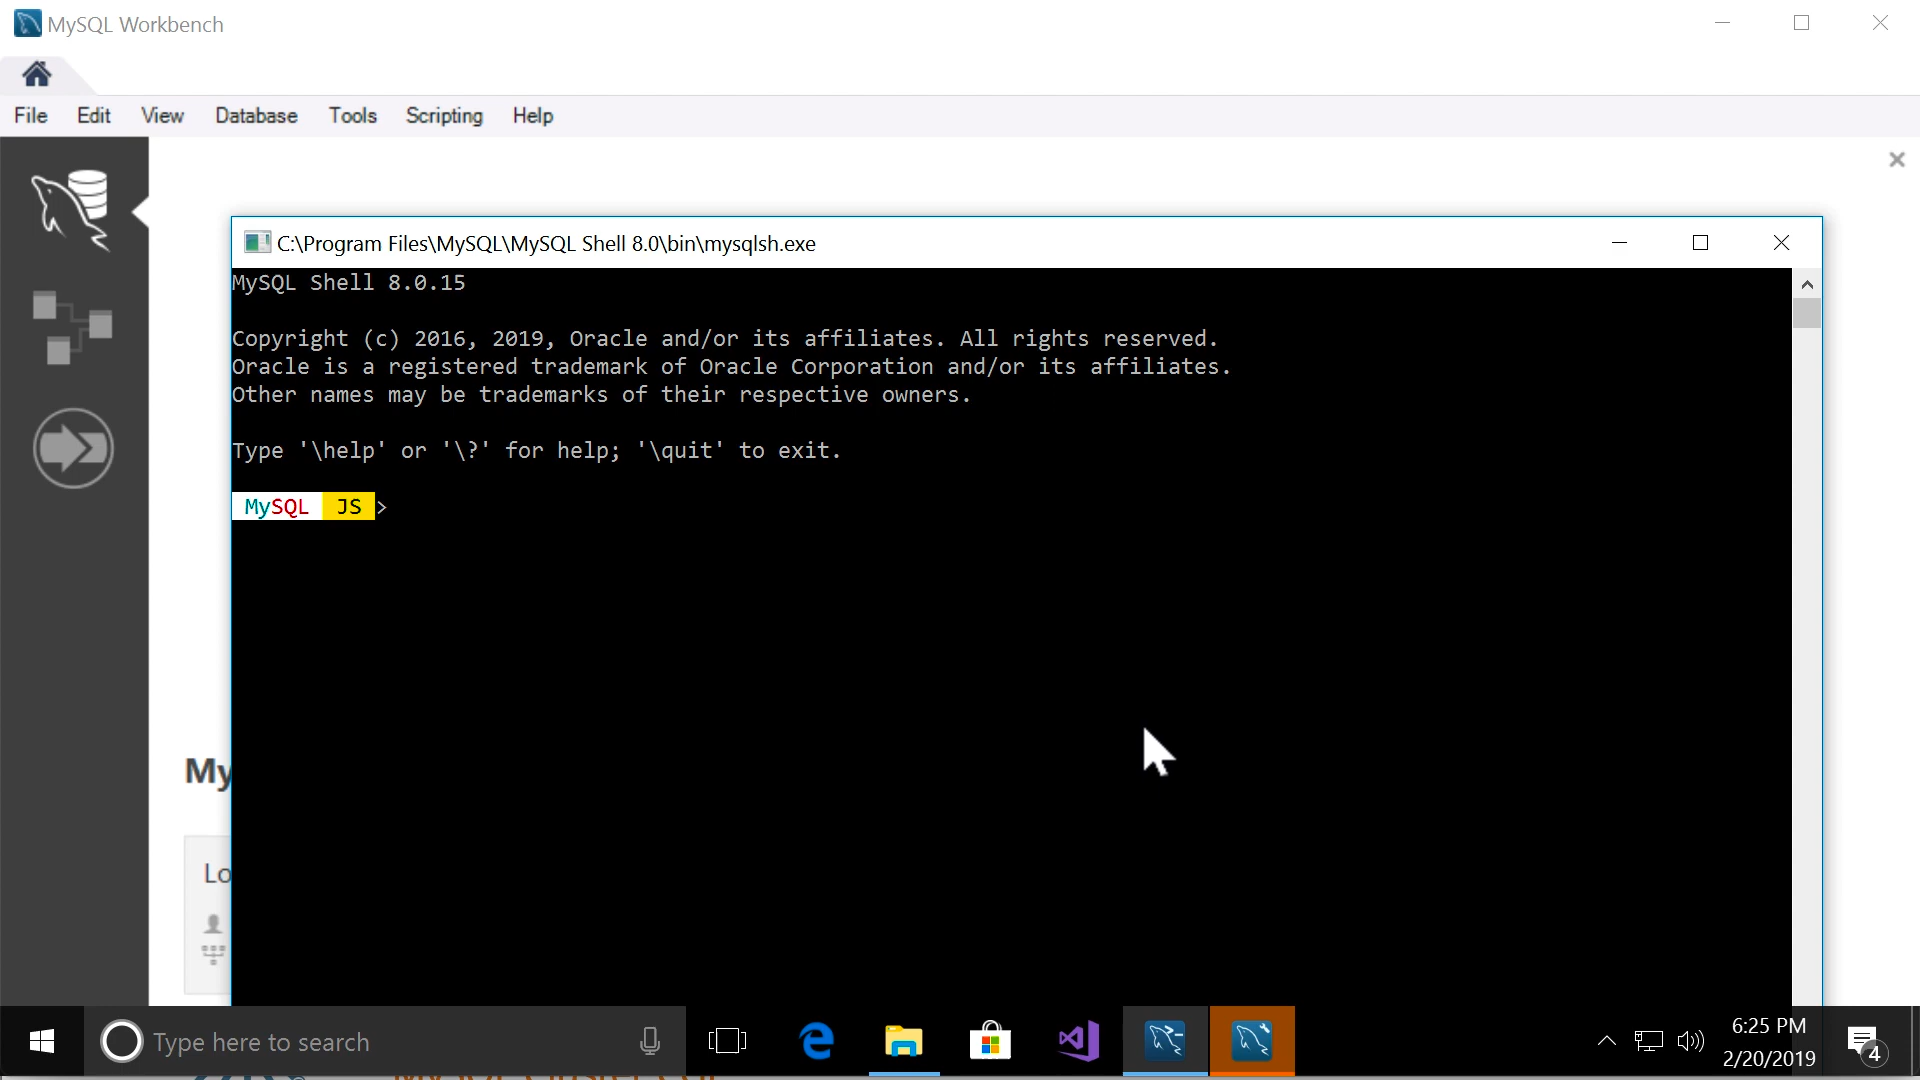 MySQL Workbench
File Edit View Database Tools Scripting Help
C:\Program Files\MySQL\MySQL Shell 8.0\bin\mysqlsh.exe
MySQL Shell 8.0.15
Copyright (c) 2016, 2019, Oracle and/or its affiliates. All rights reserved.
Oracle is a registered trademark of Oracle Corporation and/or its affiliates.
Other names may be trademarks of their respective owners.
Type '\help' or '\?' for help; '\quit' to exit.
MySQL JS >
My
Lo
Type here to search
6:25 PM
2/20/2019
4